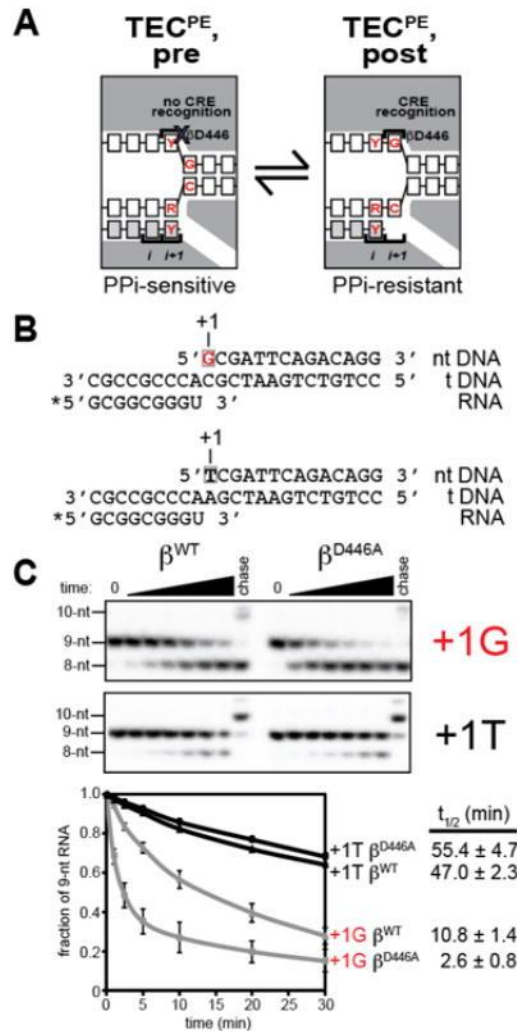 A
TEC^PE, pre
TEC^PE, post
no CRE recognition
βD446
CRE recognition
βD446
Y
G
C
R
Y
i
i+1
Y
G
R
C
Y
i
i+1
PPi-sensitive
PPi-resistant
B
+1
5′ GCGATTCAGACAGG 3′ nt DNA
3′CGCCGCCCACGCTAAGTCTGTCC 5′ t DNA
*5′GCGGCGGGU 3′ RNA
+1
5′ TCGATTCAGACAGG 3′ nt DNA
3′CGCCGCCCAAGCTAAGTCTGTCC 5′ t DNA
*5′GCGGCGGGU 3′ RNA
C
β^WT
β^D446A
time: 0 chase 0 chase
10-nt
9-nt
8-nt
+1G
10-nt
9-nt
8-nt
+1T
fraction of 9-nt RNA
1.0
0.8
0.6
0.4
0.2
0
0 5 10 15 20 25 30
time (min)
t1/2 (min)
+1T β^D446A 55.4 ± 4.7
+1T β^WT 47.0 ± 2.3
+1G β^WT 10.8 ± 1.4
+1G β^D446A 2.6 ± 0.8